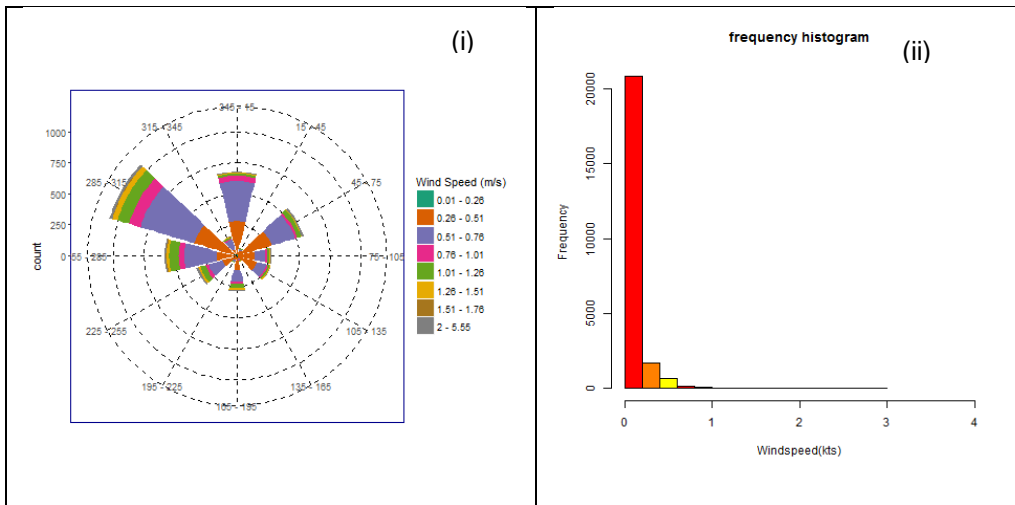 (i)
345 - 15
315 - 345
15 - 45
1000
750
285 - 315
45 - 75
500
250
0
55 - 285
75 - 105
count
225 - 255
105 - 135
195 - 225
135 - 165
165 - 195
Wind Speed (m/s)
0.01 - 0.26
0.26 - 0.51
0.51 - 0.76
0.76 - 1.01
1.01 - 1.26
1.26 - 1.51
1.51 - 1.76
2 - 5.55
frequency histogram
(ii)
Frequency
20000
15000
10000
5000
0
0 1 2 3 4
Windspeed(kts)